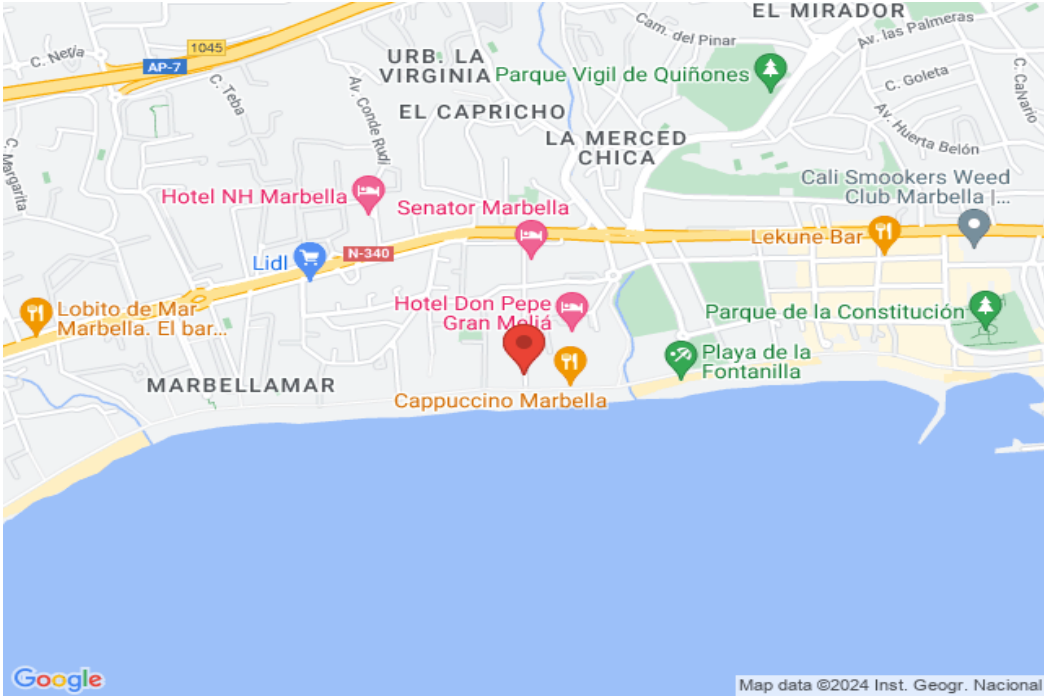 EL MIRADOR
Cam. del Pinar
Av. las Palmeras
C. Nerja
1045
AP-7
URB. LA
VIRGINIA
Parque Vigil de Quiñones
C. Goleta
C. Calvario
C. Teba
Av. Conde Rudi
EL CAPRICHO
Av. Huerta Belón
LA MERCED
CHICA
C. Margarita
Cali Smookers Weed
Club Marbella |...
Hotel NH Marbella
Senator Marbella
Lekune Bar
N-340
Lidl
Hotel Don Pepe
Gran Meliá
Lobito de Mar
Marbella. El bar...
Parque de la Constitución
Playa de la
Fontanilla
MARBELLAMAR
Cappuccino Marbella
Google
Map data ©2024 Inst. Geogr. Nacional